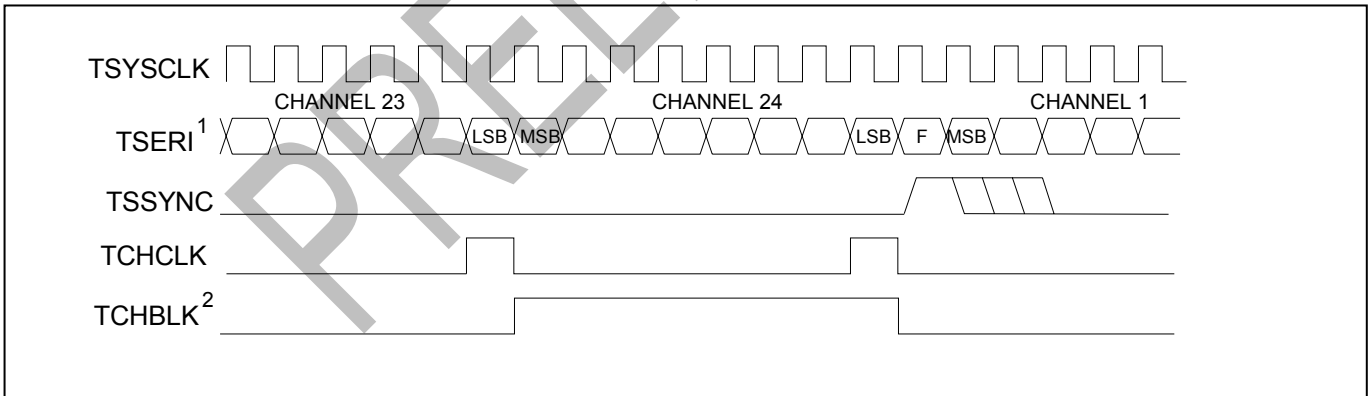 TSYSCLK
CHANNEL 23 CHANNEL 24 CHANNEL 1
TSERI1 LSB MSB LSB F MSB
TSSYNC
TCHCLK
TCHBLK2
PREL